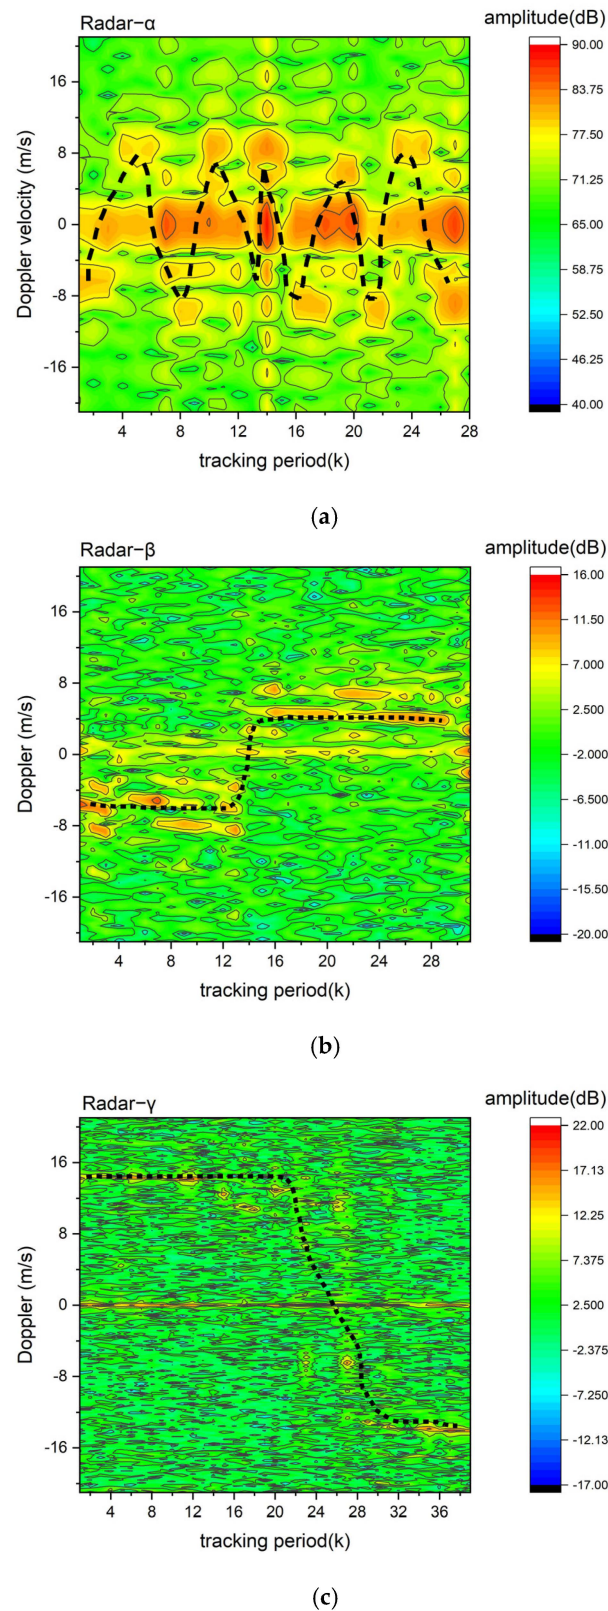 Radar−α
amplitude(dB)
90.00
83.75
77.50
71.25
65.00
58.75
52.50
46.25
40.00
16
8
0
-8
-16
Doppler velocity (m/s)
4 8 12 16 20 24 28
tracking period(k)
(a)
Radar−β
amplitude(dB)
16.00
11.50
7.000
2.500
-2.000
-6.500
-11.00
-15.50
-20.00
16
8
0
-8
-16
Doppler (m/s)
4 8 12 16 20 24 28
tracking period(k)
(b)
Radar−γ
amplitude(dB)
22.00
17.13
12.25
7.375
2.500
-2.375
-7.250
-12.13
-17.00
16
8
0
-8
-16
Doppler (m/s)
4 8 12 16 20 24 28 32 36
tracking period(k)
(c)